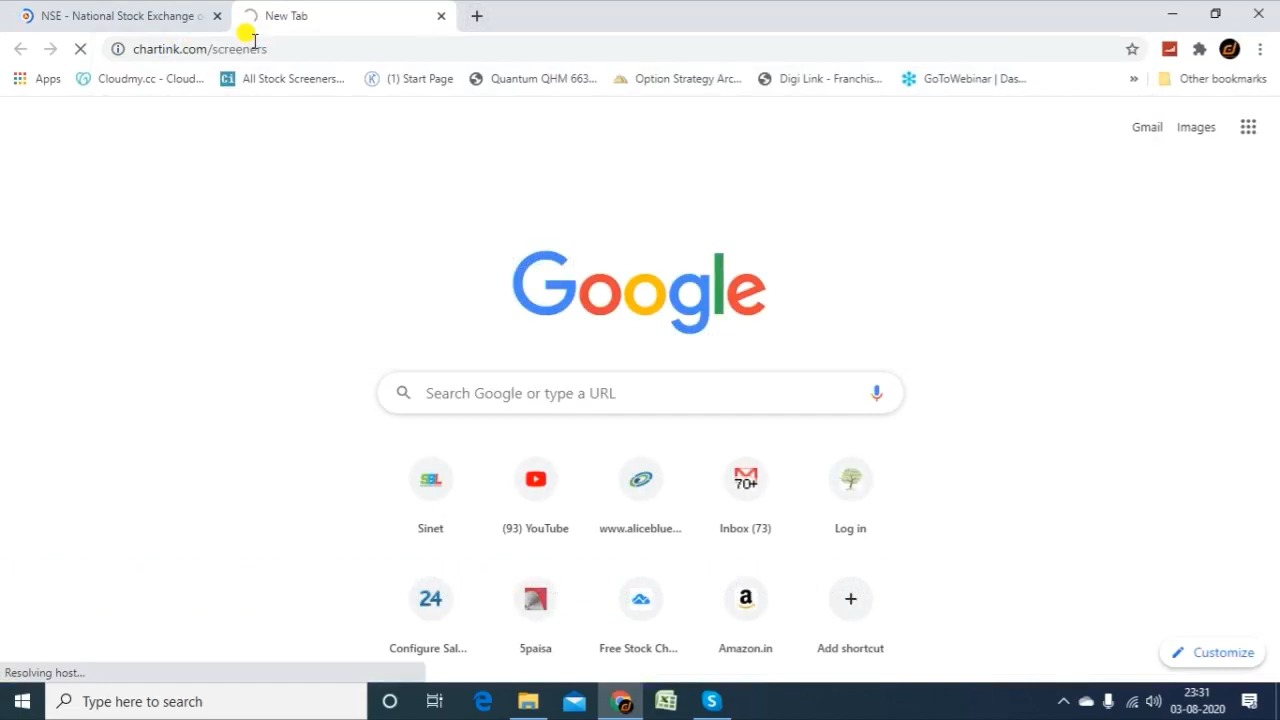 NSE - National Stock Exchange o
New Tab
chartink.com/screeners
Apps
Cloudmy.cc - Cloud...
All Stock Screeners...
(1) Start Page
Quantum QHM 663...
Option Strategy Arc...
Digi Link - Franchis...
GoToWebinar | Das...
»
Other bookmarks
Gmail
Images
Google
Search Google or type a URL
SBL
70+
Sinet
(93) YouTube
www.aliceblue...
Inbox (73)
Log in
24
Configure Sal...
5paisa
Free Stock Ch...
Amazon.in
Add shortcut
Customize
Resolving host...
Type here to search
23:31
03-08-2020